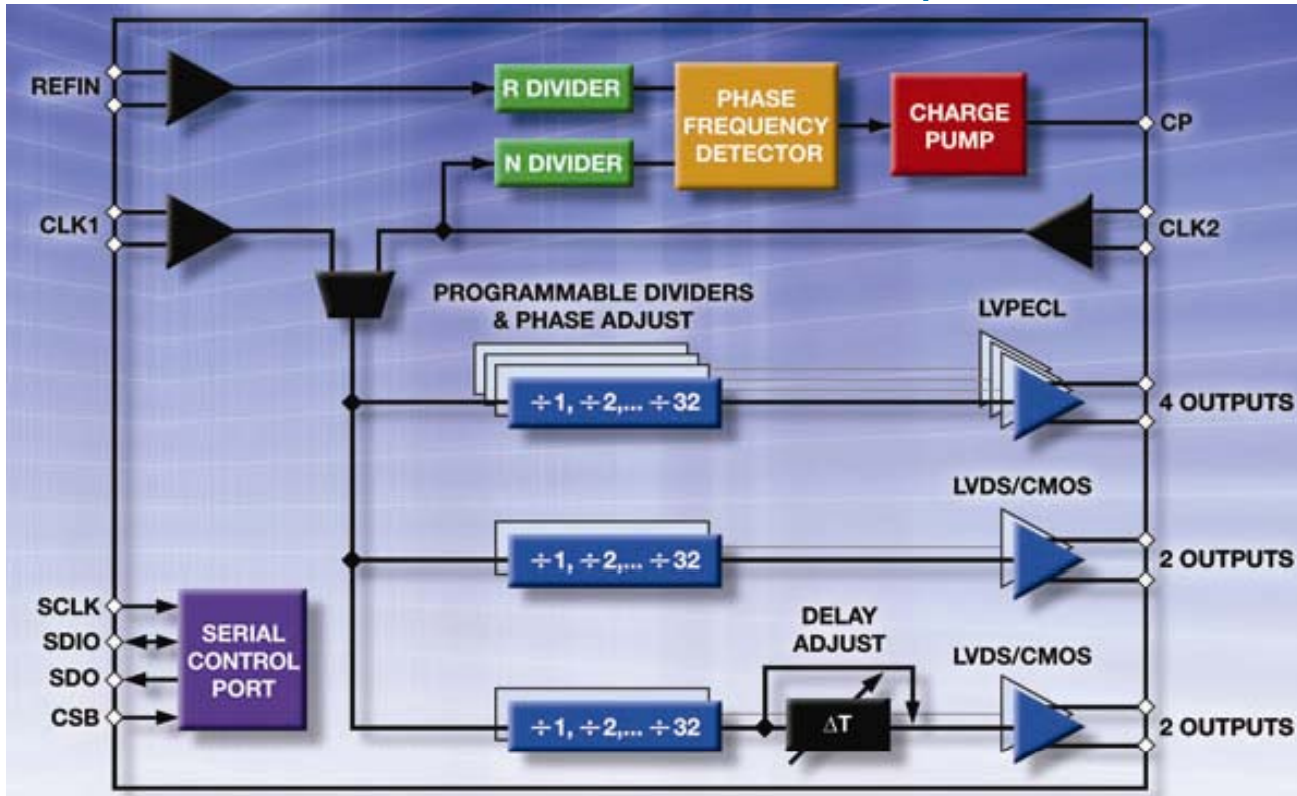 REFIN
R DIVIDER
PHASE
FREQUENCY
DETECTOR
CHARGE
PUMP
CP
N DIVIDER
CLK1
CLK2
PROGRAMMABLE DIVIDERS
& PHASE ADJUST
LVPECL
÷1, ÷2,... ÷32
4 OUTPUTS
LVDS/CMOS
÷1, ÷2,... ÷32
2 OUTPUTS
SCLK
SDIO
SDO
CSB
SERIAL
CONTROL
PORT
DELAY
ADJUST
LVDS/CMOS
÷1, ÷2,... ÷32
ΔT
2 OUTPUTS